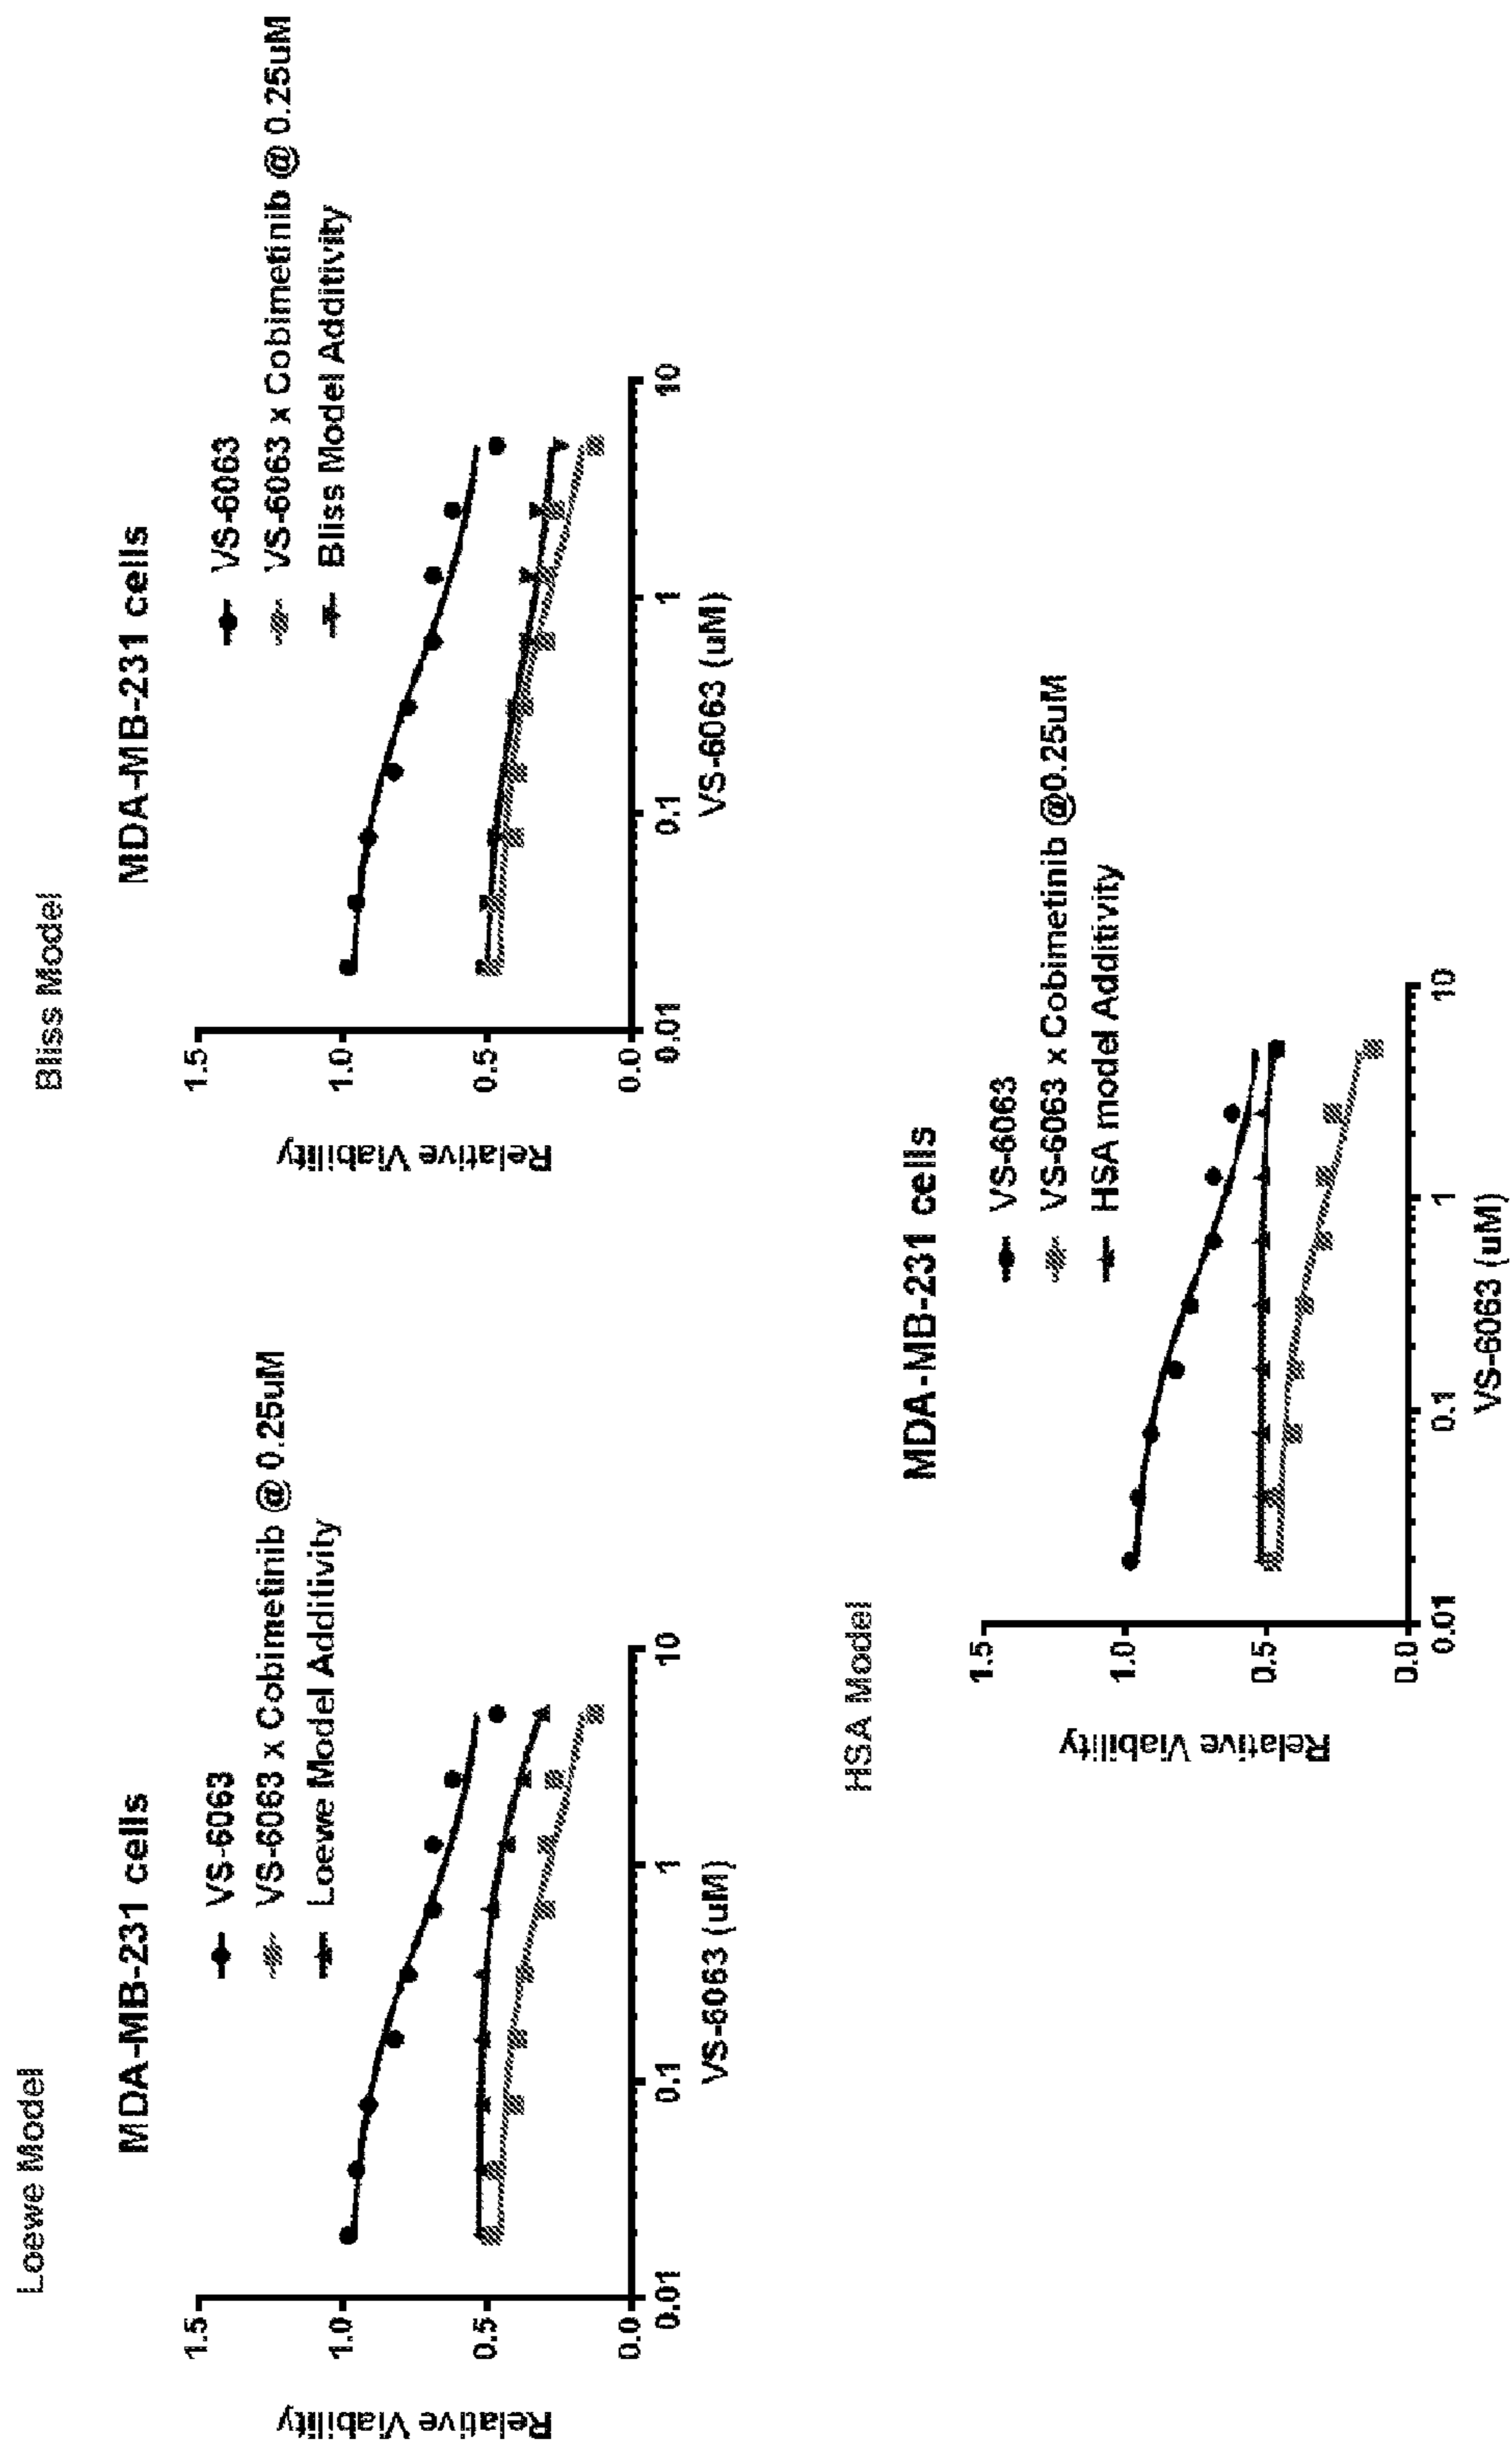 Loewe Model
MDA-MB-231 cells
VS-6063
VS-6063 x Cobimetinib @ 0.25uM
Loewe Model Additivity
Relative Viability
1.5
1.0
0.5
0.0
0.01
0.1
1
10
VS-6063 (uM)
Bliss Model
MDA-MB-231 cells
VS-6063
VS-6063 x Cobimetinib @ 0.25uM
Bliss Model Additivity
Relative Viability
1.5
1.0
0.5
0.0
0.01
0.1
1
10
VS-6063 (uM)
HSA Model
MDA-MB-231 cells
VS-6063
VS-6063 x Cobimetinib @0.25uM
HSA model Additivity
Relative Viability
1.5
1.0
0.5
0.0
0.01
0.1
1
10
VS-6063 (uM)